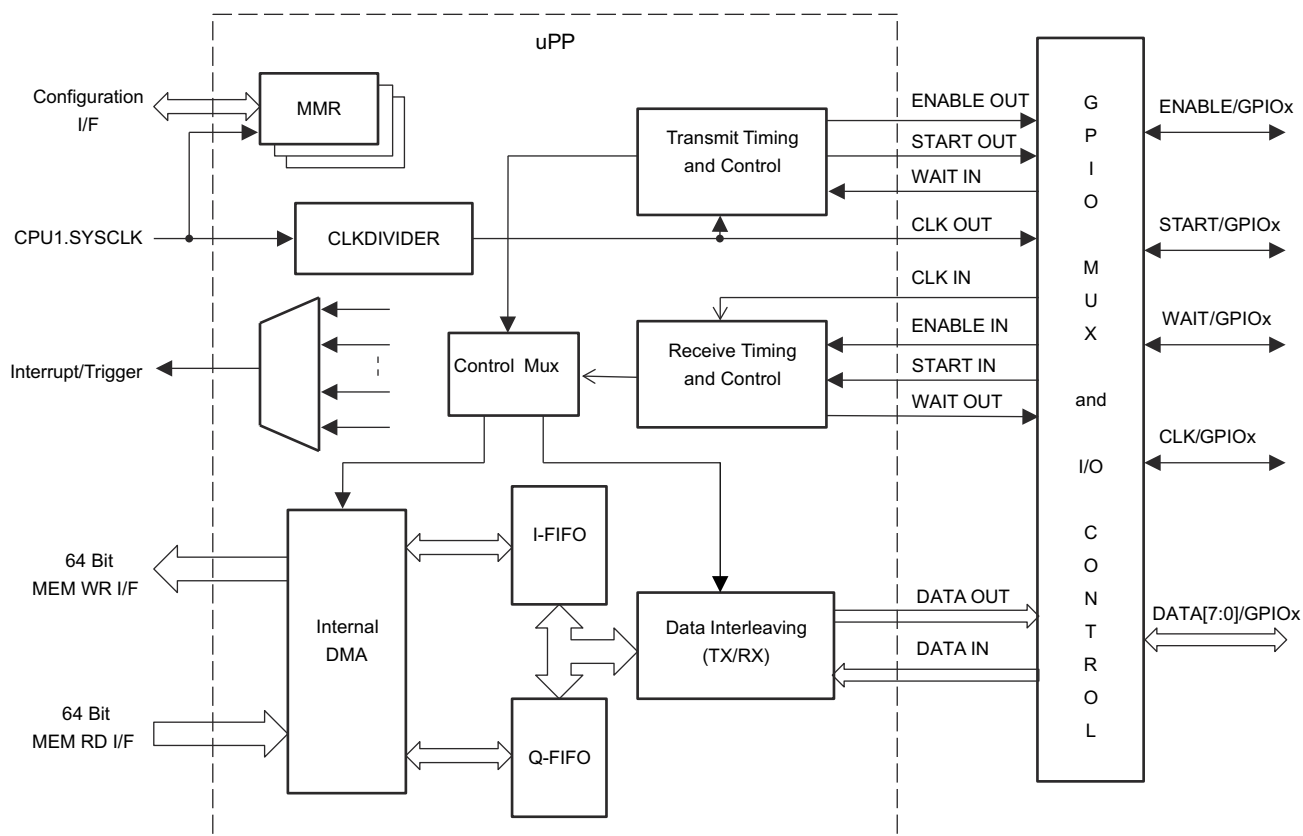 uPP
Configuration
I/F
MMR
CPU1.SYSCLK
CLKDIVIDER
Interrupt/Trigger
Control Mux
Transmit Timing
and Control
Receive Timing
and Control
ENABLE OUT
START OUT
WAIT IN
CLK OUT
CLK IN
ENABLE IN
START IN
WAIT OUT
64 Bit
MEM WR I/F
64 Bit
MEM RD I/F
Internal
DMA
I-FIFO
Q-FIFO
Data Interleaving
(TX/RX)
DATA OUT
DATA IN
G
P
I
O
M
U
X
and
I/O
C
O
N
T
R
O
L
ENABLE/GPIOx
START/GPIOx
WAIT/GPIOx
CLK/GPIOx
DATA[7:0]/GPIOx